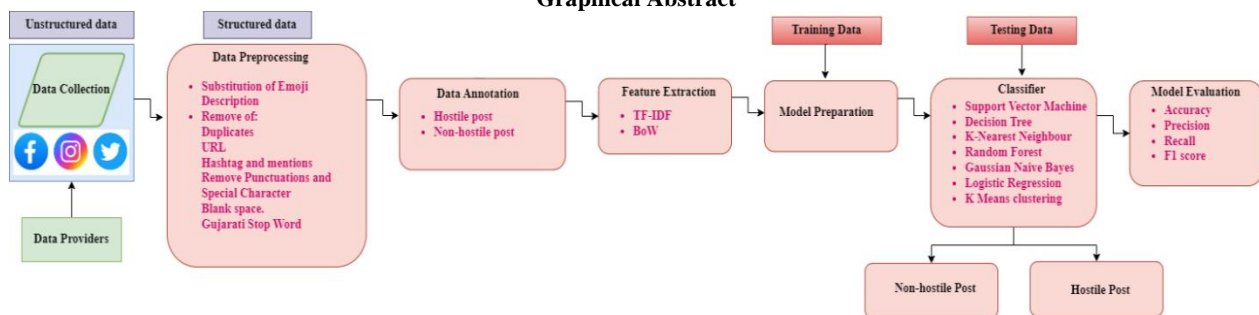 Graphical Abstract
Unstructured data
Structured data
Training Data
Testing Data
Data Collection
Data Providers
Data Preprocessing
Substitution of Emoji
Description
Remove of:
Duplicates
URL
Hashtag and mentions
Remove Punctuations and
Special Character
Blank space.
Gujarati Stop Word
Data Annotation
Hostile post
Non-hostile post
Feature Extraction
TF-IDF
BoW
Model Preparation
Classifier
Support Vector Machine
Decision Tree
K-Nearest Neighbour
Random Forest
Gaussian Naive Bayes
Logistic Regression
K Means clustering
Model Evaluation
Accuracy
Precision
Recall
F1 score
Non-hostile Post
Hostile Post